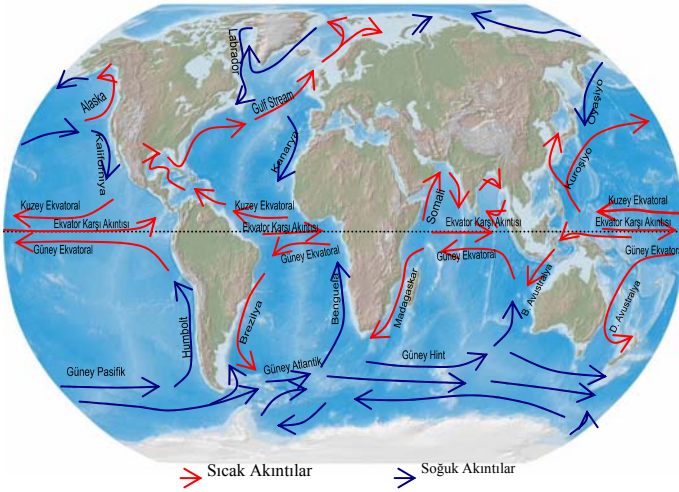 Labrador
Alaska
Gulf Stream
Oyaşiyo
Kaliforniya
Kanarya
Kuroşiyo
Somali
Kuzey Ekvatoral
Kuzey Ekvatoral
Kuzey Ekvatoral
Ekvator Karşı Akıntısı
Ekvator Karşı Akıntısı
Ekvator Karşı Akıntısı
Ekvator Karşı Akıntısı
Güney Ekvatoral
Güney Ekvatoral
Güney Ekvatoral
Güney Ekvatora
Humbolt
Brezilya
Benguela
Madagaskar
B. Avustralya
D. Avustralya
Güney Pasifik
Güney Atlantik
Güney Hint
Sıcak Akıntılar
Soğuk Akıntılar